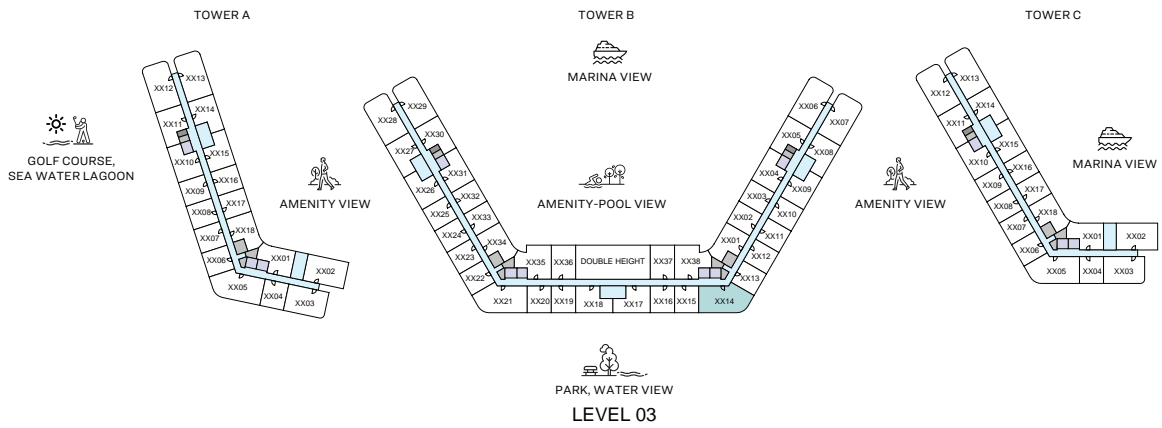 TOWER A
TOWER B
TOWER C
MARINA VIEW
GOLF COURSE,
SEA WATER LAGOON
AMENITY VIEW
AMENITY-POOL VIEW
AMENITY VIEW
MARINA VIEW
XX12
XX13
XX14
XX11
XX10
XX15
XX16
XX09
XX17
XX08
XX07
XX18
XX06
XX01
XX02
XX05
XX04
XX03
XX29
XX28
XX30
XX27
XX31
XX26
XX32
XX25
XX33
XX24
XX34
XX23
XX22
XX35
XX36
DOUBLE HEIGHT
XX37
XX38
XX21
XX20
XX19
XX18
XX17
XX16
XX15
XX14
XX06
XX07
XX05
XX08
XX04
XX09
XX03
XX10
XX02
XX11
XX01
XX12
XX13
XX13
XX12
XX14
XX11
XX15
XX10
XX16
XX09
XX17
XX08
XX18
XX07
XX06
XX01
XX02
XX05
XX04
XX03
PARK, WATER VIEW
LEVEL 03